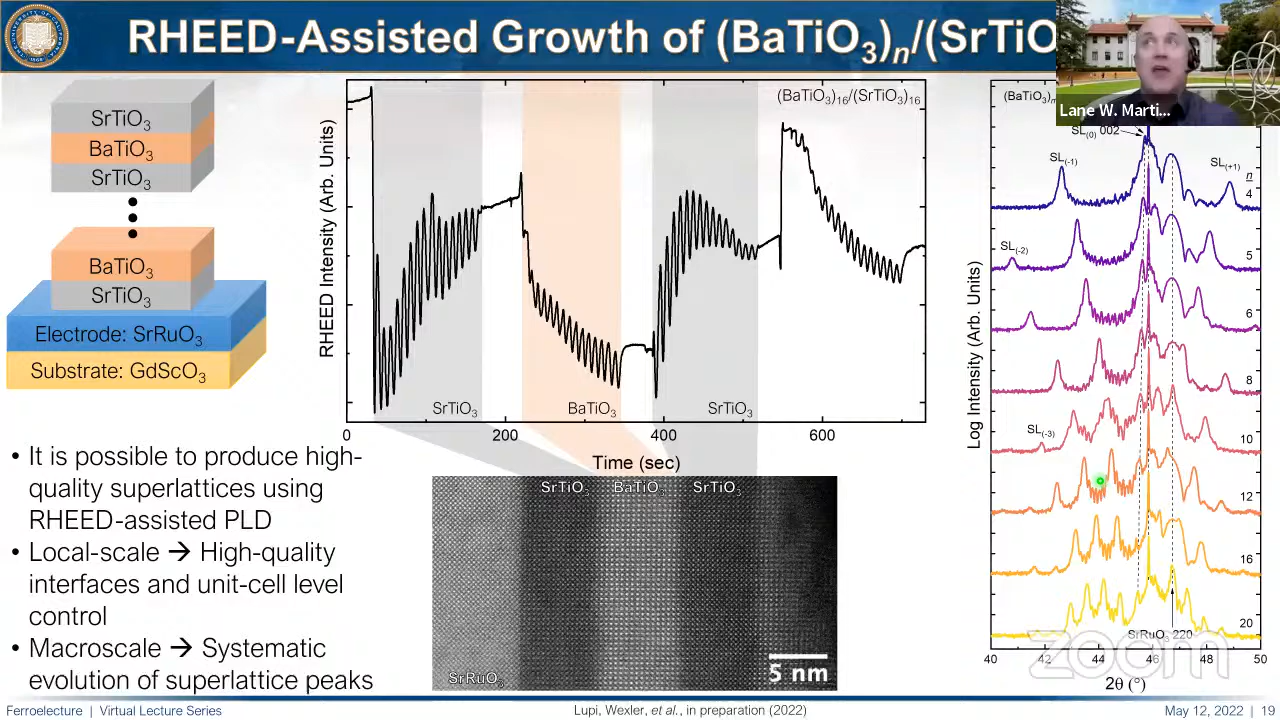 RHEED-Assisted Growth of (BaTiO₃)ₙ/(SrTiO
Lane W. Marti...
SrTiO₃
BaTiO₃
SrTiO₃
BaTiO₃
SrTiO₃
Electrode: SrRuO₃
Substrate: GdScO₃
RHEED Intensity (Arb. Units)
(BaTiO₃)₁₆/(SrTiO₃)₁₆
SrTiO₃
BaTiO₃
SrTiO₃
0
200
400
600
Time (sec)
(BaTiO₃)
SL₍₀₎ 002
SL₍₋₁₎
SL₍₊₁₎
n
4
SL₍₋₂₎
5
6
8
SL₍₋₃₎
10
12
16
20
Log Intensity (Arb. Units)
SrRuO₃ 220
40
42
44
46
48
50
2θ (°)
zoom
• It is possible to produce high-
quality superlattices using
RHEED-assisted PLD
• Local-scale → High-quality
interfaces and unit-cell level
control
• Macroscale → Systematic
evolution of superlattice peaks
SrTiO₃
BaTiO₃
SrTiO₃
SrRuO₃
5 nm
Ferroelecture | Virtual Lecture Series
Lupi, Wexler, et al., in preparation (2022)
May 12, 2022 | 19